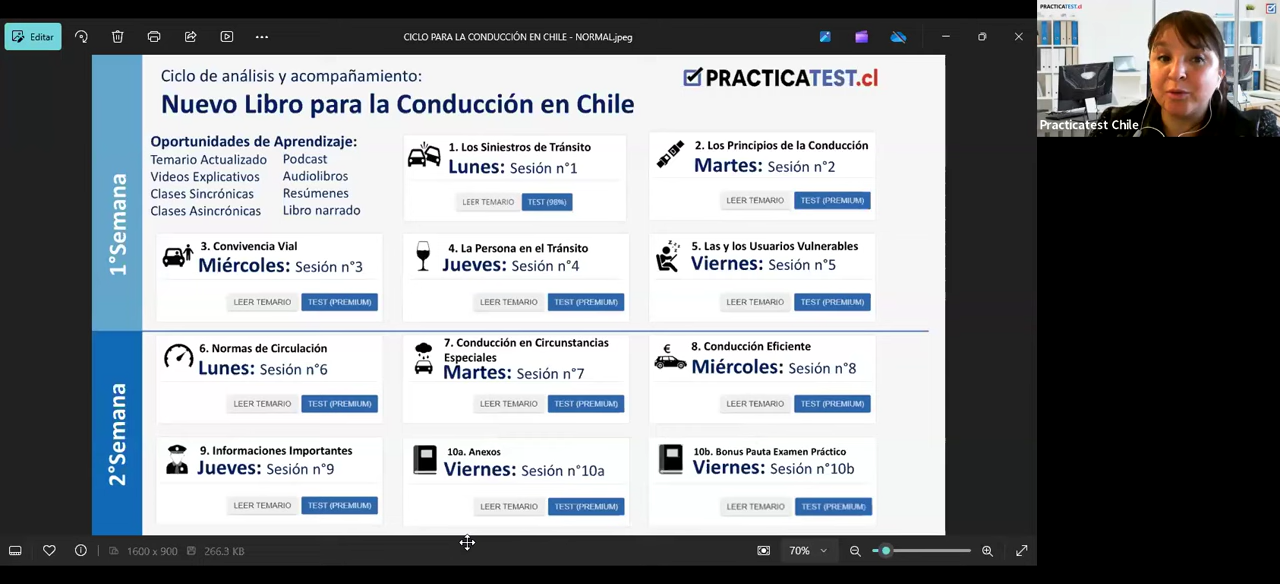 Editar
CICLO PARA LA CONDUCCIÓN EN CHILE - NORMAL.jpeg
PRACTICATEST.cl
Practicatest Chile
Ciclo de análisis y acompañamiento:
PRACTICATEST.cl
Nuevo Libro para la Conducción en Chile
1°Semana
Oportunidades de Aprendizaje:
Temario Actualizado
Videos Explicativos
Clases Sincrónicas
Clases Asincrónicas
Podcast
Audiolibros
Resúmenes
Libro narrado
1. Los Siniestros de Tránsito
Lunes: Sesión n°1
LEER TEMARIO TEST (98%)
2. Los Principios de la Conducción
Martes: Sesión n°2
LEER TEMARIO TEST (PREMIUM)
3. Convivencia Vial
Miércoles: Sesión n°3
LEER TEMARIO TEST (PREMIUM)
4. La Persona en el Tránsito
Jueves: Sesión n°4
LEER TEMARIO TEST (PREMIUM)
5. Las y los Usuarios Vulnerables
Viernes: Sesión n°5
LEER TEMARIO TEST (PREMIUM)
2°Semana
6. Normas de Circulación
Lunes: Sesión n°6
LEER TEMARIO TEST (PREMIUM)
7. Conducción en Circunstancias
Especiales
Martes: Sesión n°7
LEER TEMARIO TEST (PREMIUM)
€
8. Conducción Eficiente
Miércoles: Sesión n°8
LEER TEMARIO TEST (PREMIUM)
9. Informaciones Importantes
Jueves: Sesión n°9
LEER TEMARIO TEST (PREMIUM)
10a. Anexos
Viernes: Sesión n°10a
LEER TEMARIO TEST (PREMIUM)
10b. Bonus Pauta Examen Práctico
Viernes: Sesión n°10b
LEER TEMARIO TEST (PREMIUM)
1600 x 900 266.3 KB
70%